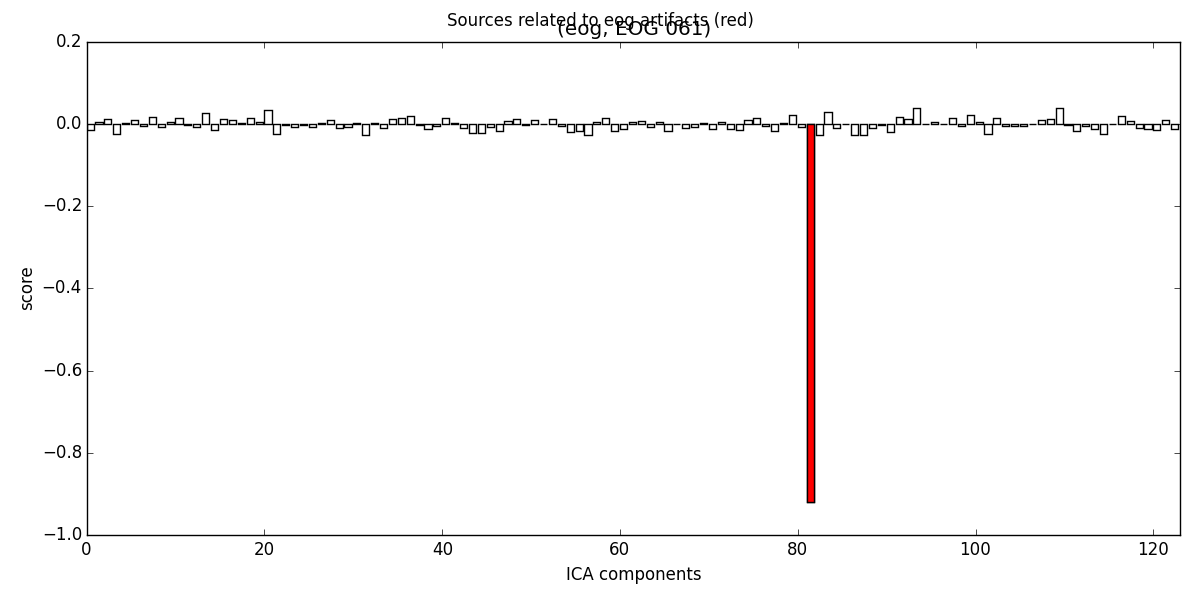 Sources related to eog artifacts (red)
(eog, EOG 061)
0.2
0.0
−0.2
−0.4
−0.6
−0.8
−1.0
score
0 20 40 60 80 100 120
ICA components